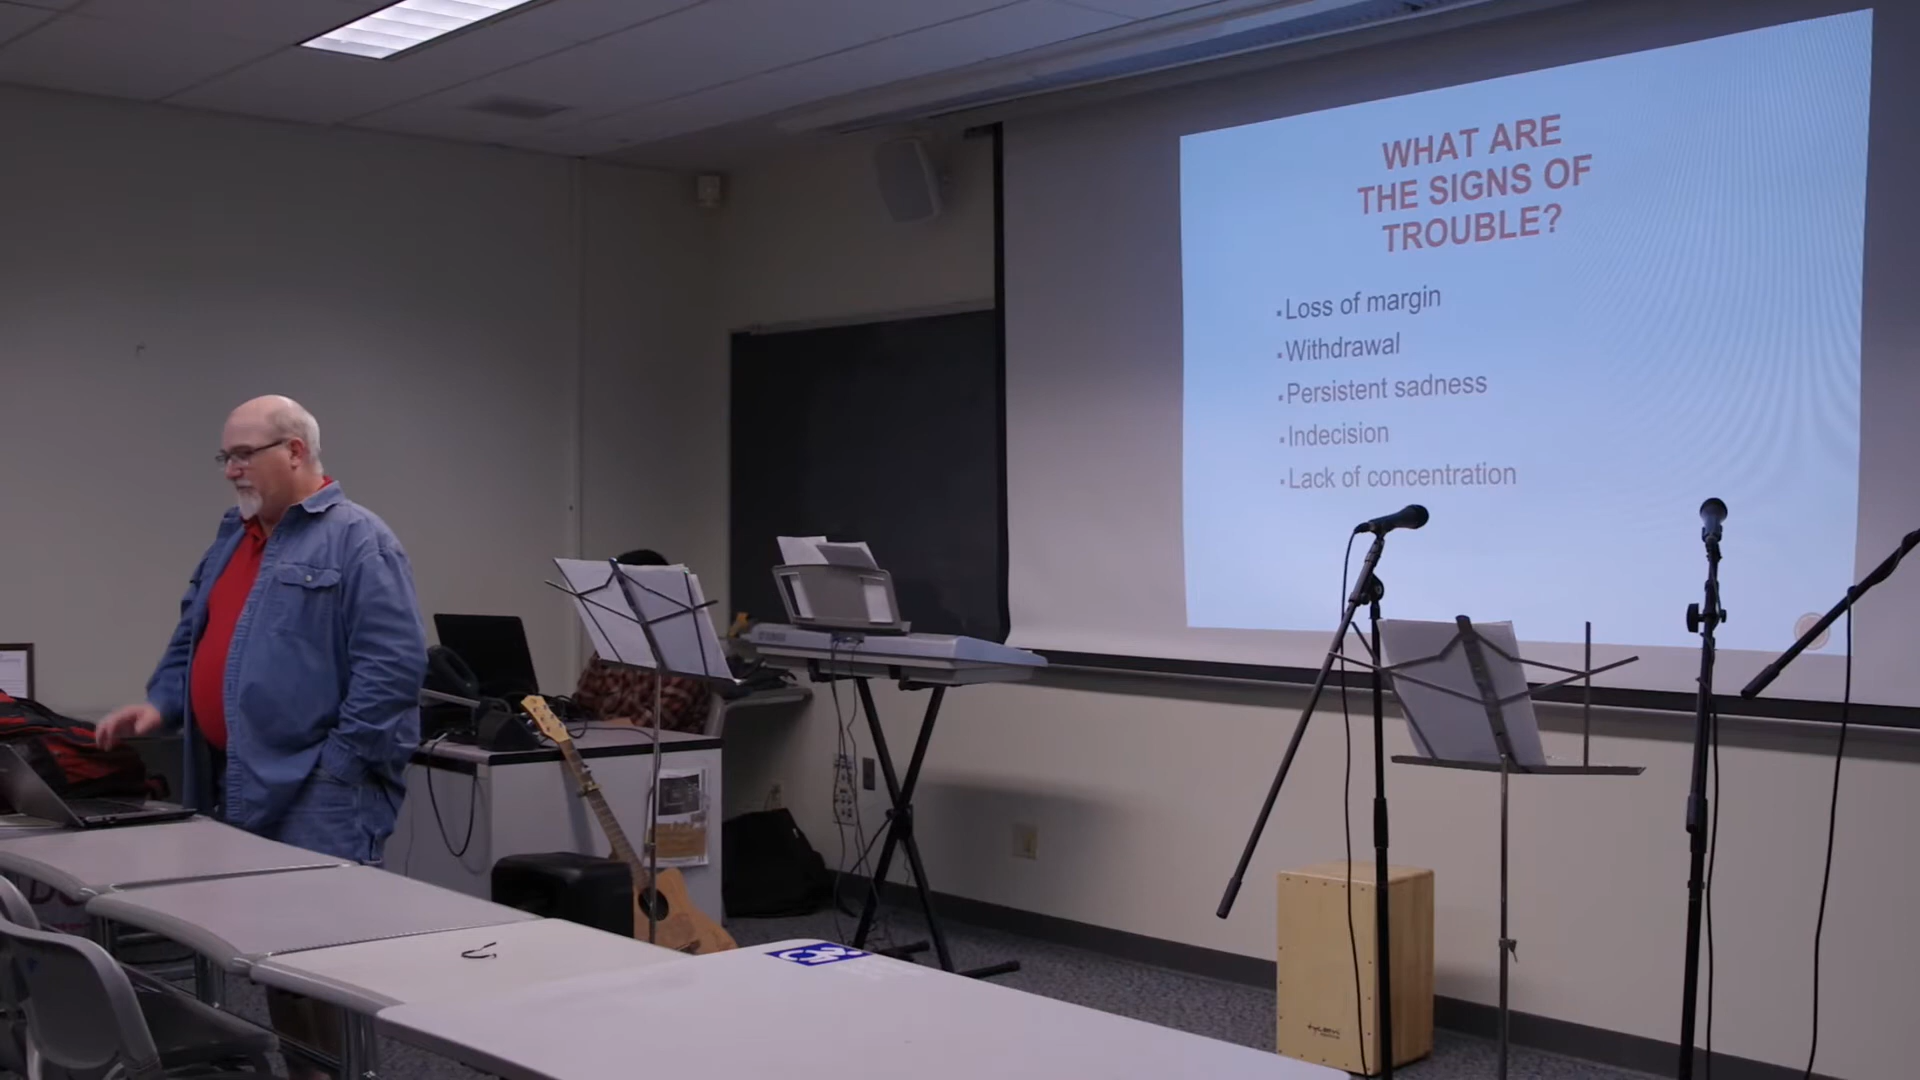 WHAT ARE
THE SIGNS OF
TROUBLE?
▪Loss of margin
▪Withdrawal
▪Persistent sadness
▪Indecision
▪Lack of concentration